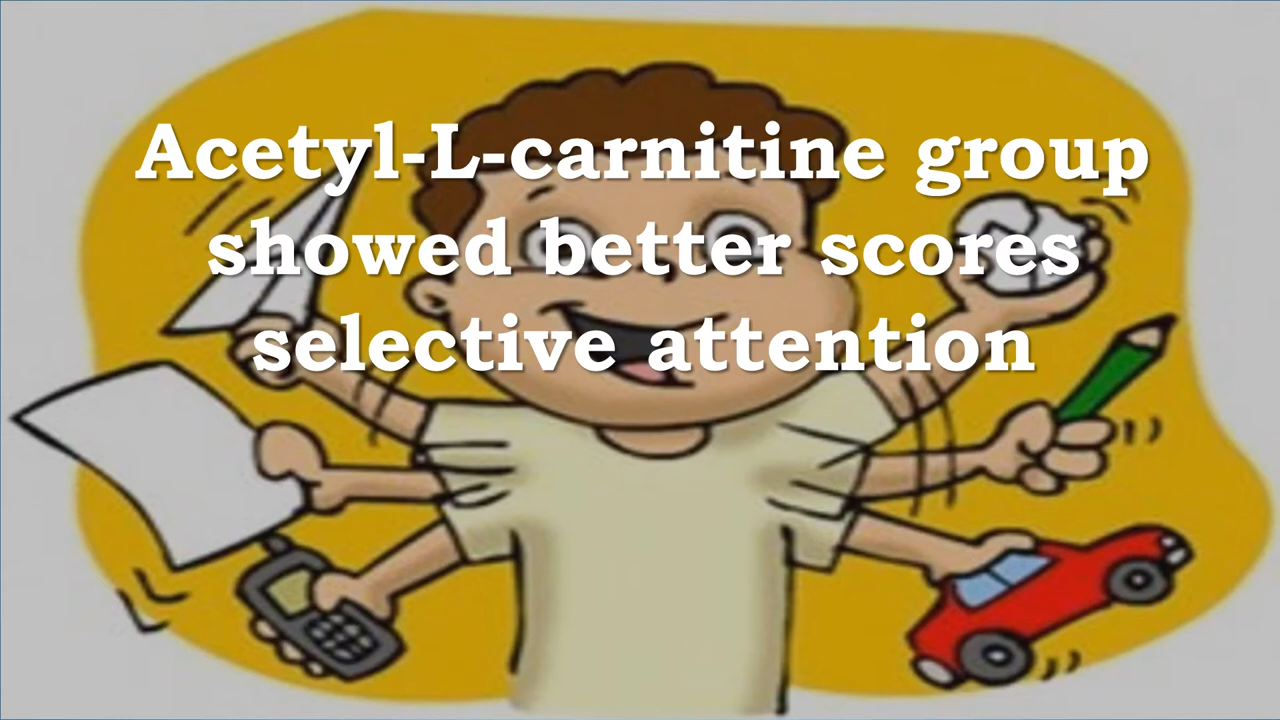 Acetyl-L-carnitine group
showed better scores
selective attention